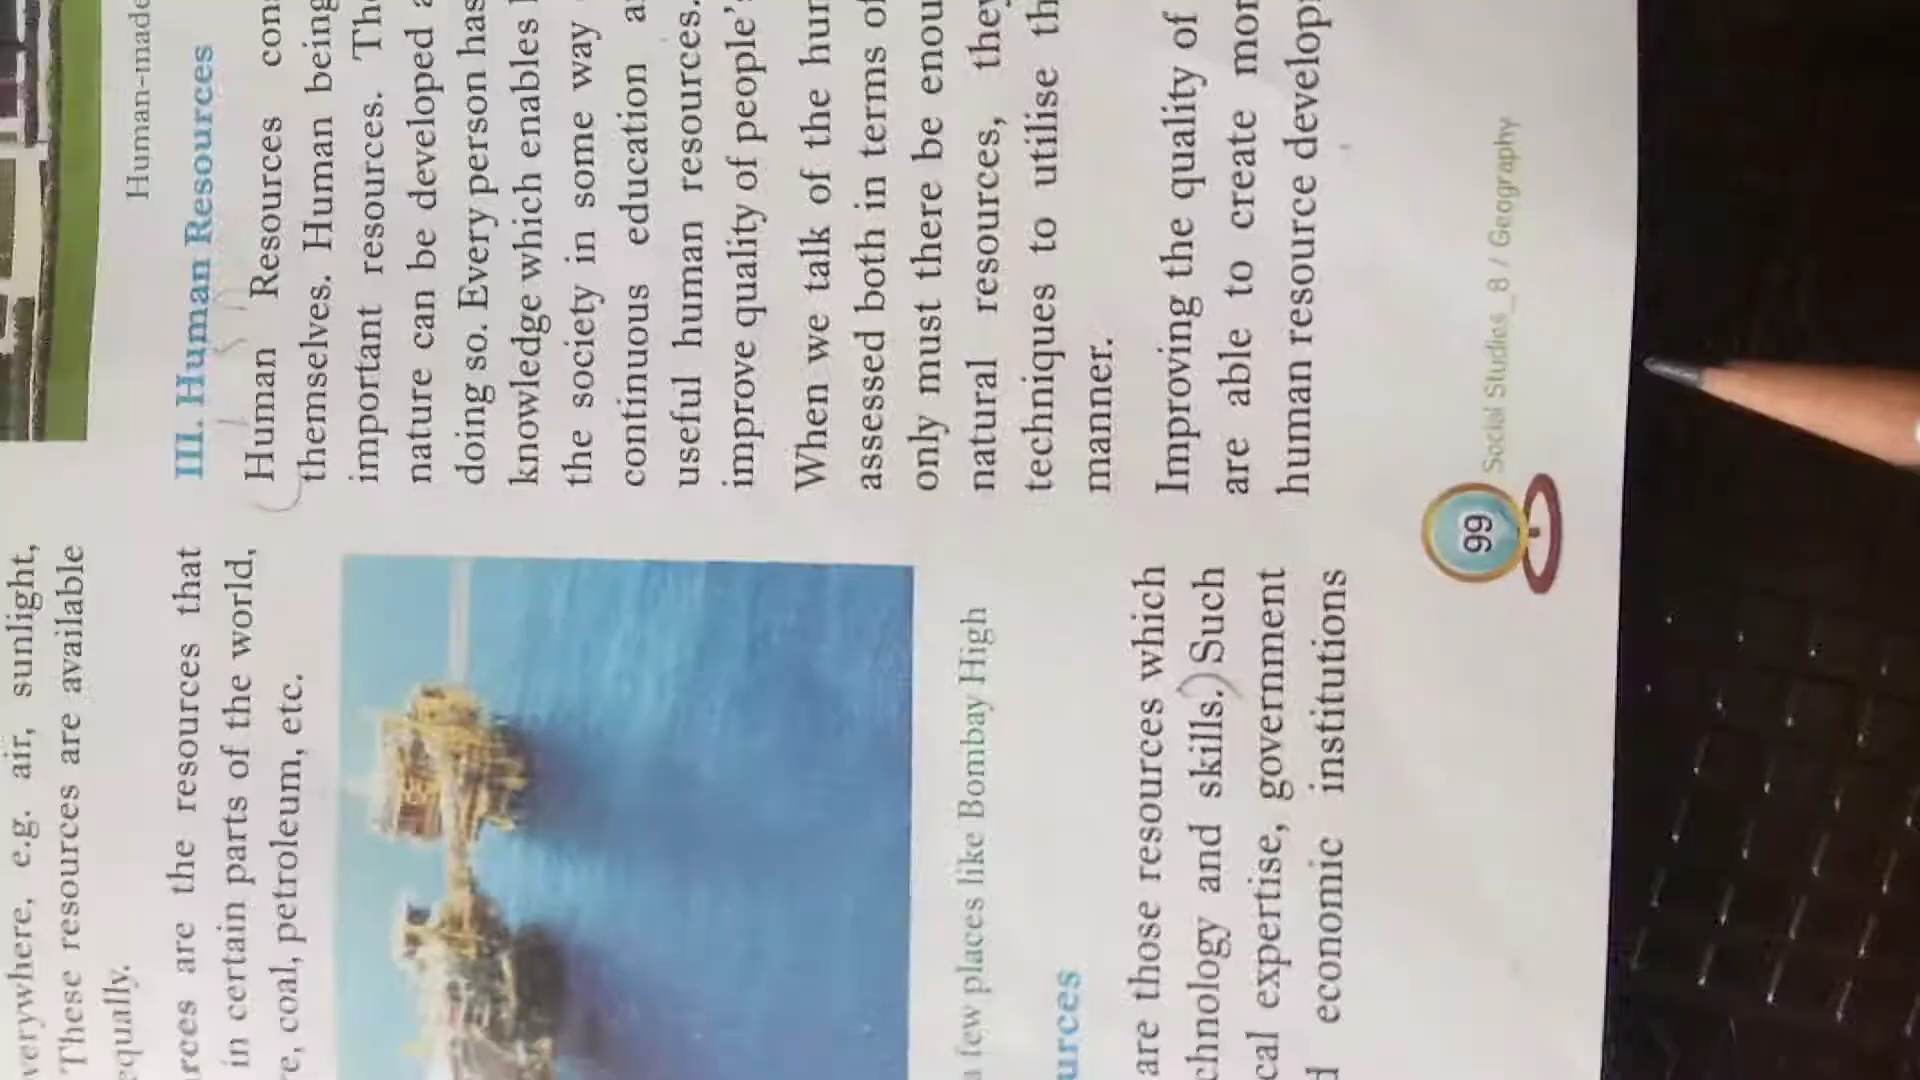 verywhere, e.g. air, sunlight,
These resources are available
equally.
rces are the resources that
in certain parts of the world,
re, coal, petroleum, etc.
a few places like Bombay High
urces
are those resources which
chnology and skills. Such
cal expertise, government
d economic institutions
Human-made
III. Human Resources
Human Resources con
themselves. Human being
important resources. The
nature can be developed a
doing so. Every person has
knowledge which enables
the society in some way
continuous education a
useful human resources.
improve quality of people's
When we talk of the hu
assessed both in terms of
only must there be enou
natural resources, they
techniques to utilise th
manner.
Improving the quality of
are able to create mor
human resource develop
99
Social Studies_8 / Geography